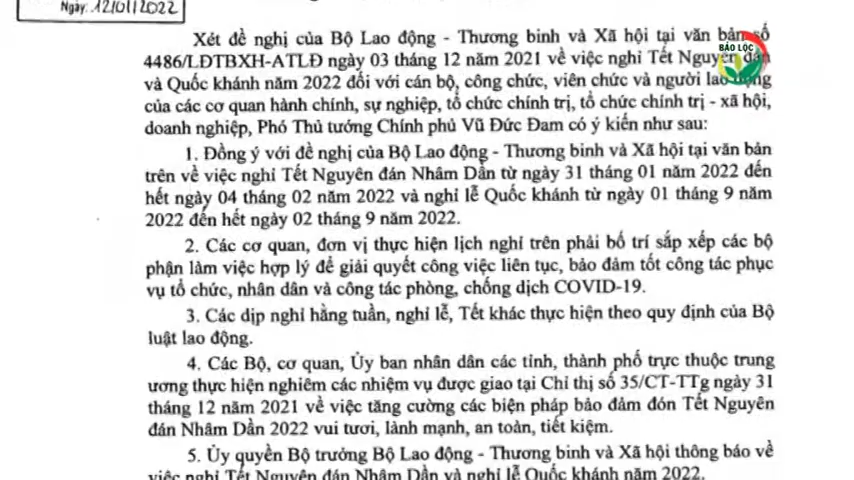 Ngày: 12/01/2022
BẢO LỘC
Xét đề nghị của Bộ Lao động - Thương binh và Xã hội tại văn bản số
4486/LĐTBXH-ATLĐ ngày 03 tháng 12 năm 2021 về việc nghỉ Tết Nguyên đán
và Quốc khánh năm 2022 đối với cán bộ, công chức, viên chức và người lao động
của các cơ quan hành chính, sự nghiệp, tổ chức chính trị, tổ chức chính trị - xã hội,
doanh nghiệp, Phó Thủ tướng Chính phủ Vũ Đức Đam có ý kiến như sau:
1. Đồng ý với đề nghị của Bộ Lao động - Thương binh và Xã hội tại văn bản
trên về việc nghỉ Tết Nguyên đán Nhâm Dần từ ngày 31 tháng 01 năm 2022 đến
hết ngày 04 tháng 02 năm 2022 và nghỉ lễ Quốc khánh từ ngày 01 tháng 9 năm
2022 đến hết ngày 02 tháng 9 năm 2022.
2. Các cơ quan, đơn vị thực hiện lịch nghỉ trên phải bố trí sắp xếp các bộ
phận làm việc hợp lý để giải quyết công việc liên tục, bảo đảm tốt công tác phục
vụ tổ chức, nhân dân và công tác phòng, chống dịch COVID-19.
3. Các dịp nghỉ hằng tuần, nghỉ lễ, Tết khác thực hiện theo quy định của Bộ
luật lao động.
4. Các Bộ, cơ quan, Ủy ban nhân dân các tỉnh, thành phố trực thuộc trung
ương thực hiện nghiêm các nhiệm vụ được giao tại Chỉ thị số 35/CT-TTg ngày 31
tháng 12 năm 2021 về việc tăng cường các biện pháp bảo đảm đón Tết Nguyên
đán Nhâm Dần 2022 vui tươi, lành mạnh, an toàn, tiết kiệm.
5. Ủy quyền Bộ trưởng Bộ Lao động - Thương binh và Xã hội thông báo về
việc nghỉ Tết Nguyên đán Nhâm Dần và nghỉ lễ Quốc khánh năm 2022.